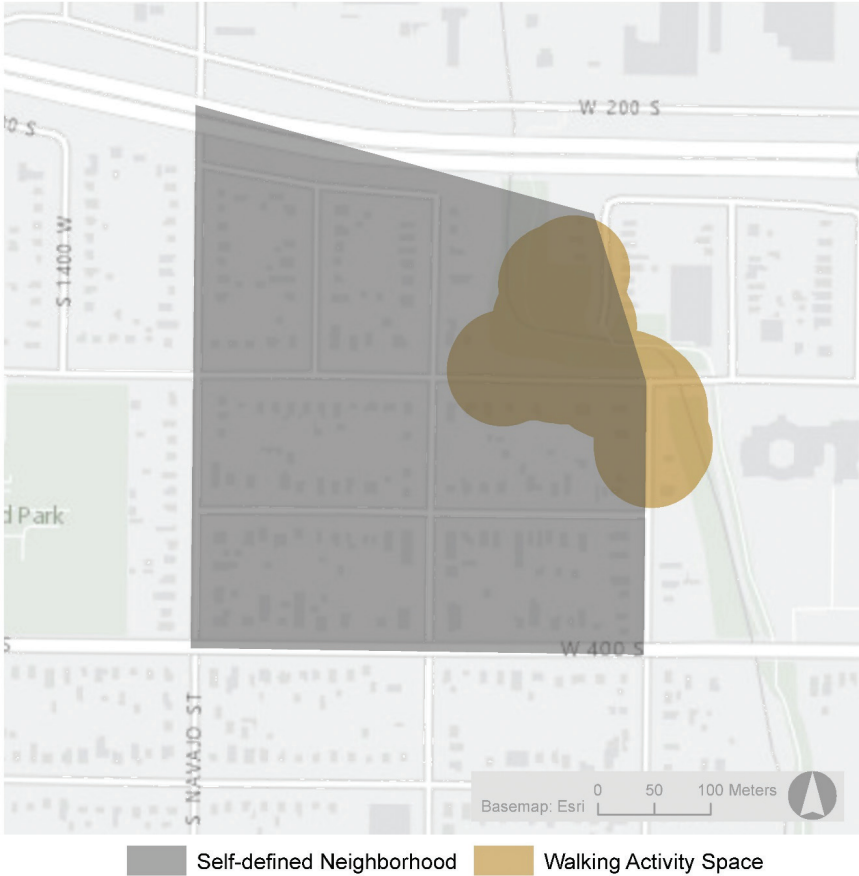 W 200 S
0 S
S 1400 W
d Park
S
W 400 S
S NAVAJO ST
0 50 100 Meters
Basemap: Esri
Self-defined Neighborhood Walking Activity Space